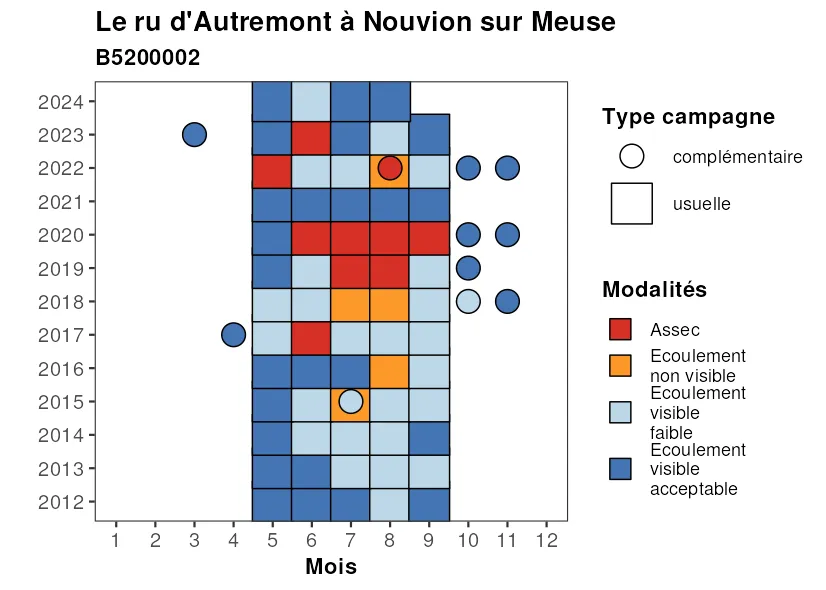 Le ru d'Autremont à Nouvion sur Meuse
B5200002
2024
2023
2022
2021
2020
2019
2018
2017
2016
2015
2014
2013
2012
1 2 3 4 5 6 7 8 9 10 11 12
Mois
Type campagne
complémentaire
usuelle
Modalités
Assec
Ecoulement
non visible
Ecoulement
visible
faible
Ecoulement
visible
acceptable